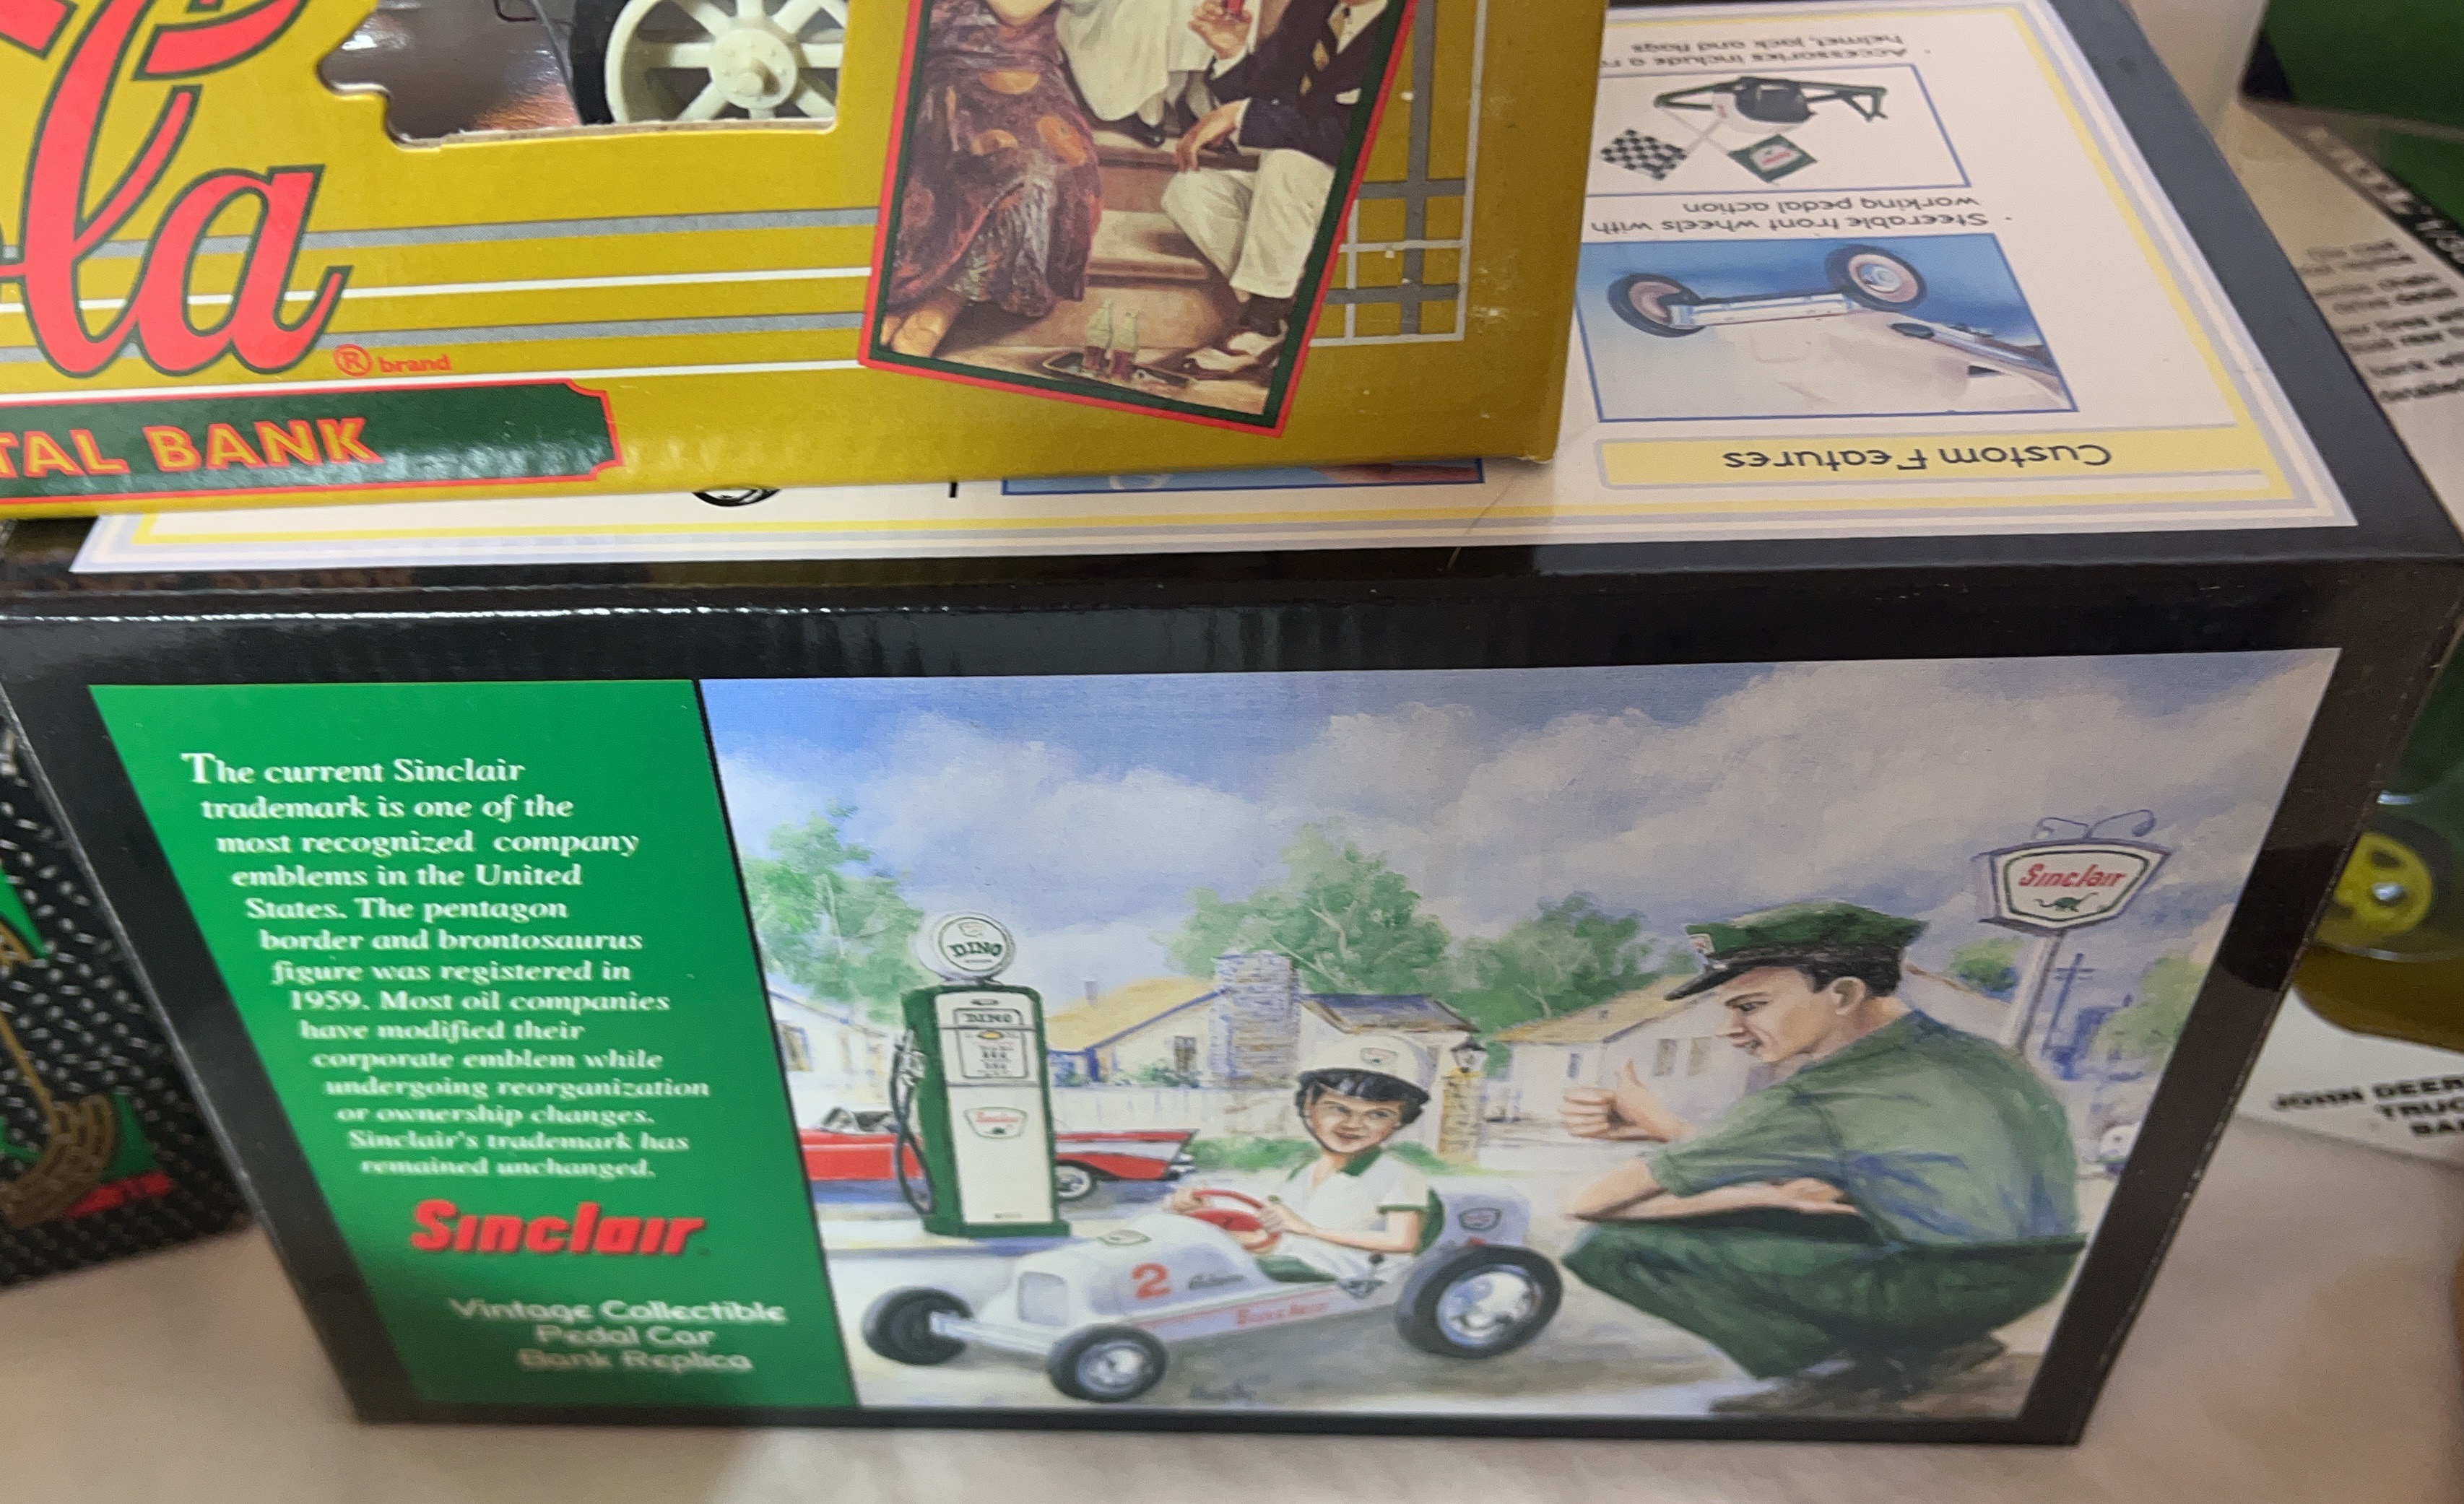 la
® brand
TAL BANK
· Accessories include a
helmet, jack and flags
· Steerable front wheels with
working pedal action
Custom Features
The current Sinclair
trademark is one of the
most recognized company
emblems in the United
States. The pentagon
border and brontosaurus
figure was registered in
1959. Most oil companies
have modified their
corporate emblem while
undergoing reorganization
or ownership changes.
Sinclair's trademark has
remained unchanged.
Sinclair
Vintage Collectible
Pedal Car
Bank Replica
DINO
DINO
Sinclair
2
Sinclair
JOHN DEER
TRUC
BA